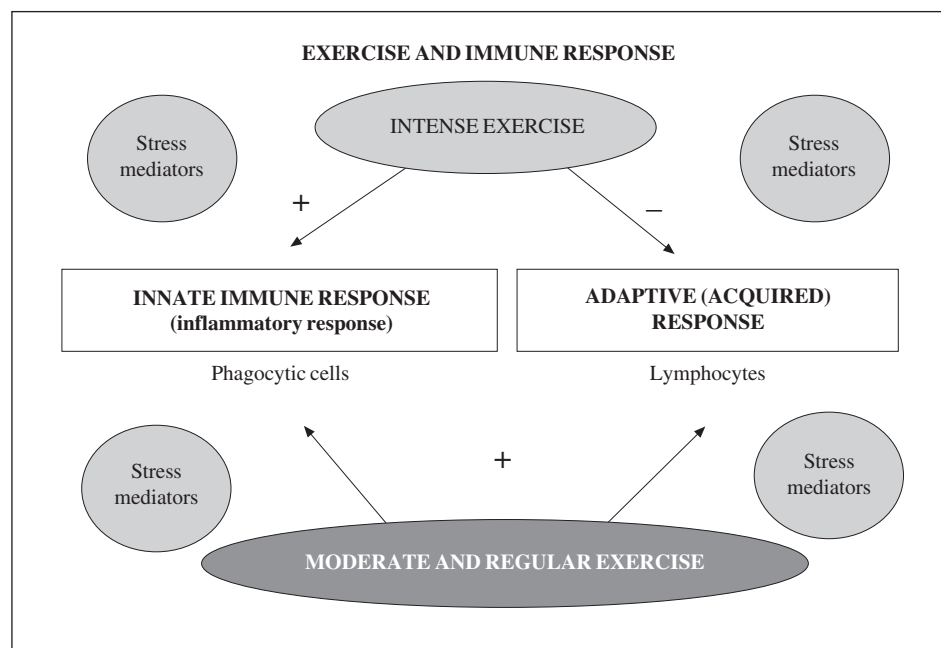 EXERCISE AND IMMUNE RESPONSE
INTENSE EXERCISE
Stress
mediators
Stress
mediators
+
–
INNATE IMMUNE RESPONSE
(inflammatory response)
ADAPTIVE (ACQUIRED)
RESPONSE
Phagocytic cells
Lymphocytes
Stress
mediators
+
Stress
mediators
MODERATE AND REGULAR EXERCISE